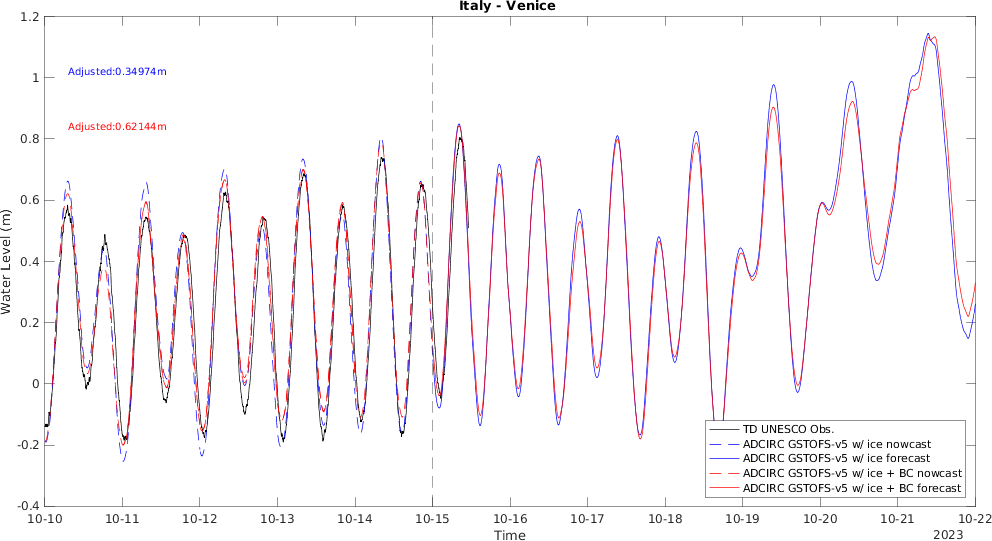 Italy - Venice
1.2
1
0.8
0.6
0.4
0.2
0
-0.2
-0.4
Water Level (m)
Adjusted:0.34974m
Adjusted:0.62144m
TD UNESCO Obs.
ADCIRC GSTOFS-v5 w/ ice nowcast
ADCIRC GSTOFS-v5 w/ ice forecast
ADCIRC GSTOFS-v5 w/ ice + BC nowcast
ADCIRC GSTOFS-v5 w/ ice + BC forecast
10-10 10-11 10-12 10-13 10-14 10-15 10-16 10-17 10-18 10-19 10-20 10-21 10-22
Time
2023